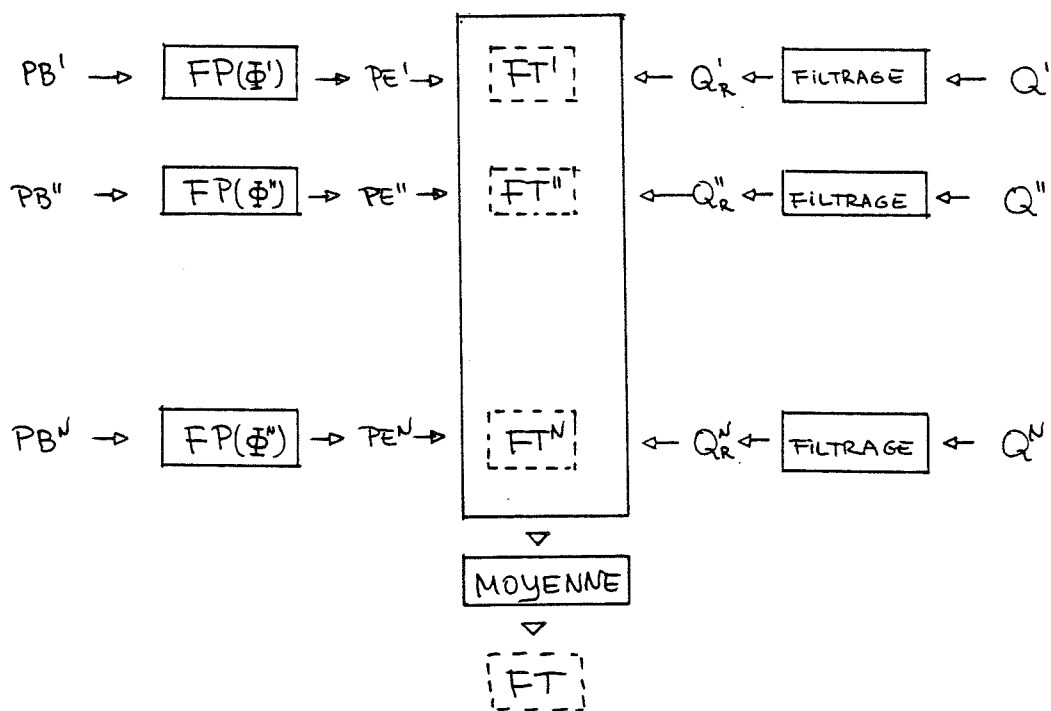 PB' → FP(Φ') → PE' → FT' ← Q'R ← FILTRAGE ← Q'
PB'' → FP(Φ'') → PE'' → FT'' ← Q''R ← FILTRAGE ← Q''
PBᴺ → FP(Φᴺ) → PEᴺ → FTᴺ ← QᴺR ← FILTRAGE ← Qᴺ
MOYENNE
FT